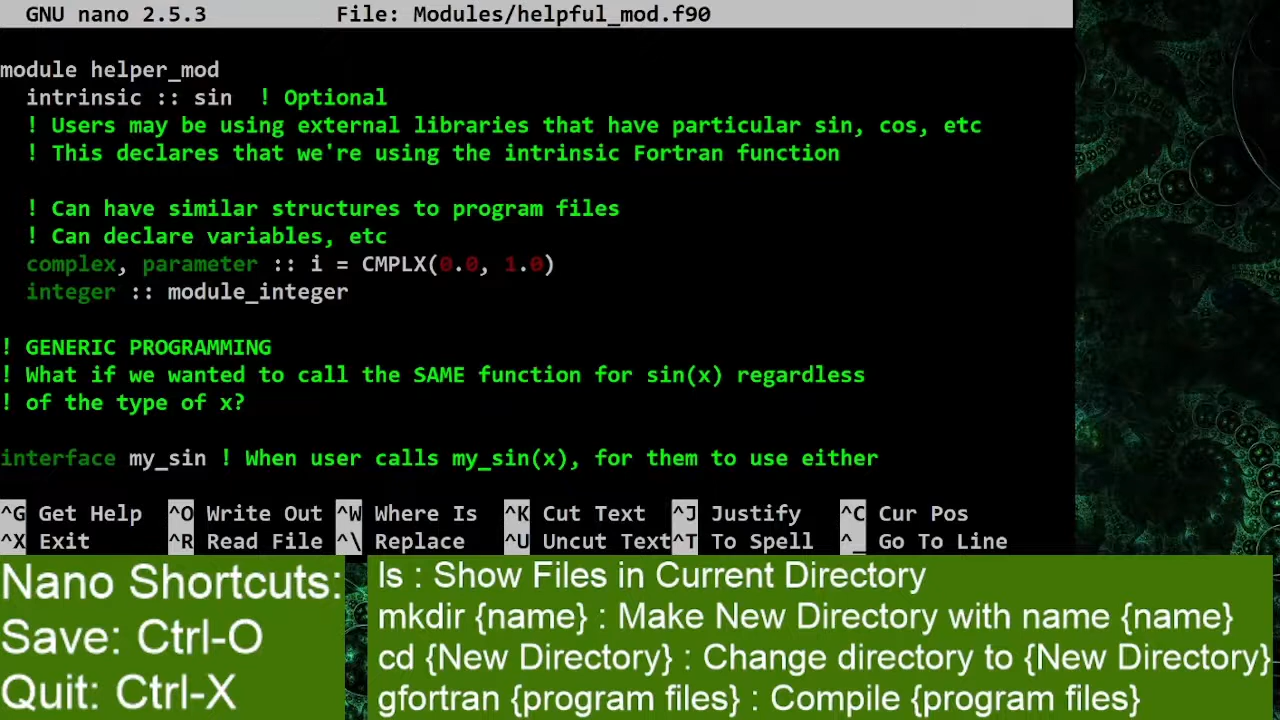 GNU nano 2.5.3 File: Modules/helpful_mod.f90
module helper_mod
intrinsic :: sin ! Optional
! Users may be using external libraries that have particular sin, cos, etc
! This declares that we're using the intrinsic Fortran function
! Can have similar structures to program files
! Can declare variables, etc
complex, parameter :: i = CMPLX(0.0, 1.0)
integer :: module_integer
! GENERIC PROGRAMMING
! What if we wanted to call the SAME function for sin(x) regardless
! of the type of x?
interface my_sin ! When user calls my_sin(x), for them to use either
^G Get Help ^O Write Out ^W Where Is ^K Cut Text ^J Justify ^C Cur Pos
^X Exit ^R Read File ^\ Replace ^U Uncut Text ^T To Spell ^_ Go To Line
Nano Shortcuts:
Save: Ctrl-O
Quit: Ctrl-X
ls : Show Files in Current Directory
mkdir {name} : Make New Directory with name {name}
cd {New Directory} : Change directory to {New Directory}
gfortran {program files} : Compile {program files}